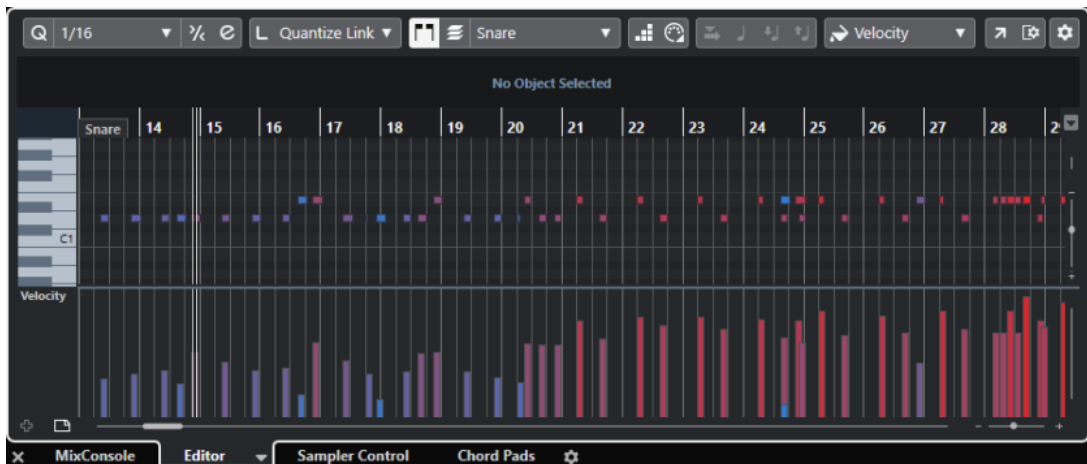 Q 1/16 L Quantize Link Snare Velocity
No Object Selected
Snare 14 15 16 17 18 19 20 21 22 23 24 25 26 27 28
C1
Velocity
MixConsole Editor Sampler Control Chord Pads